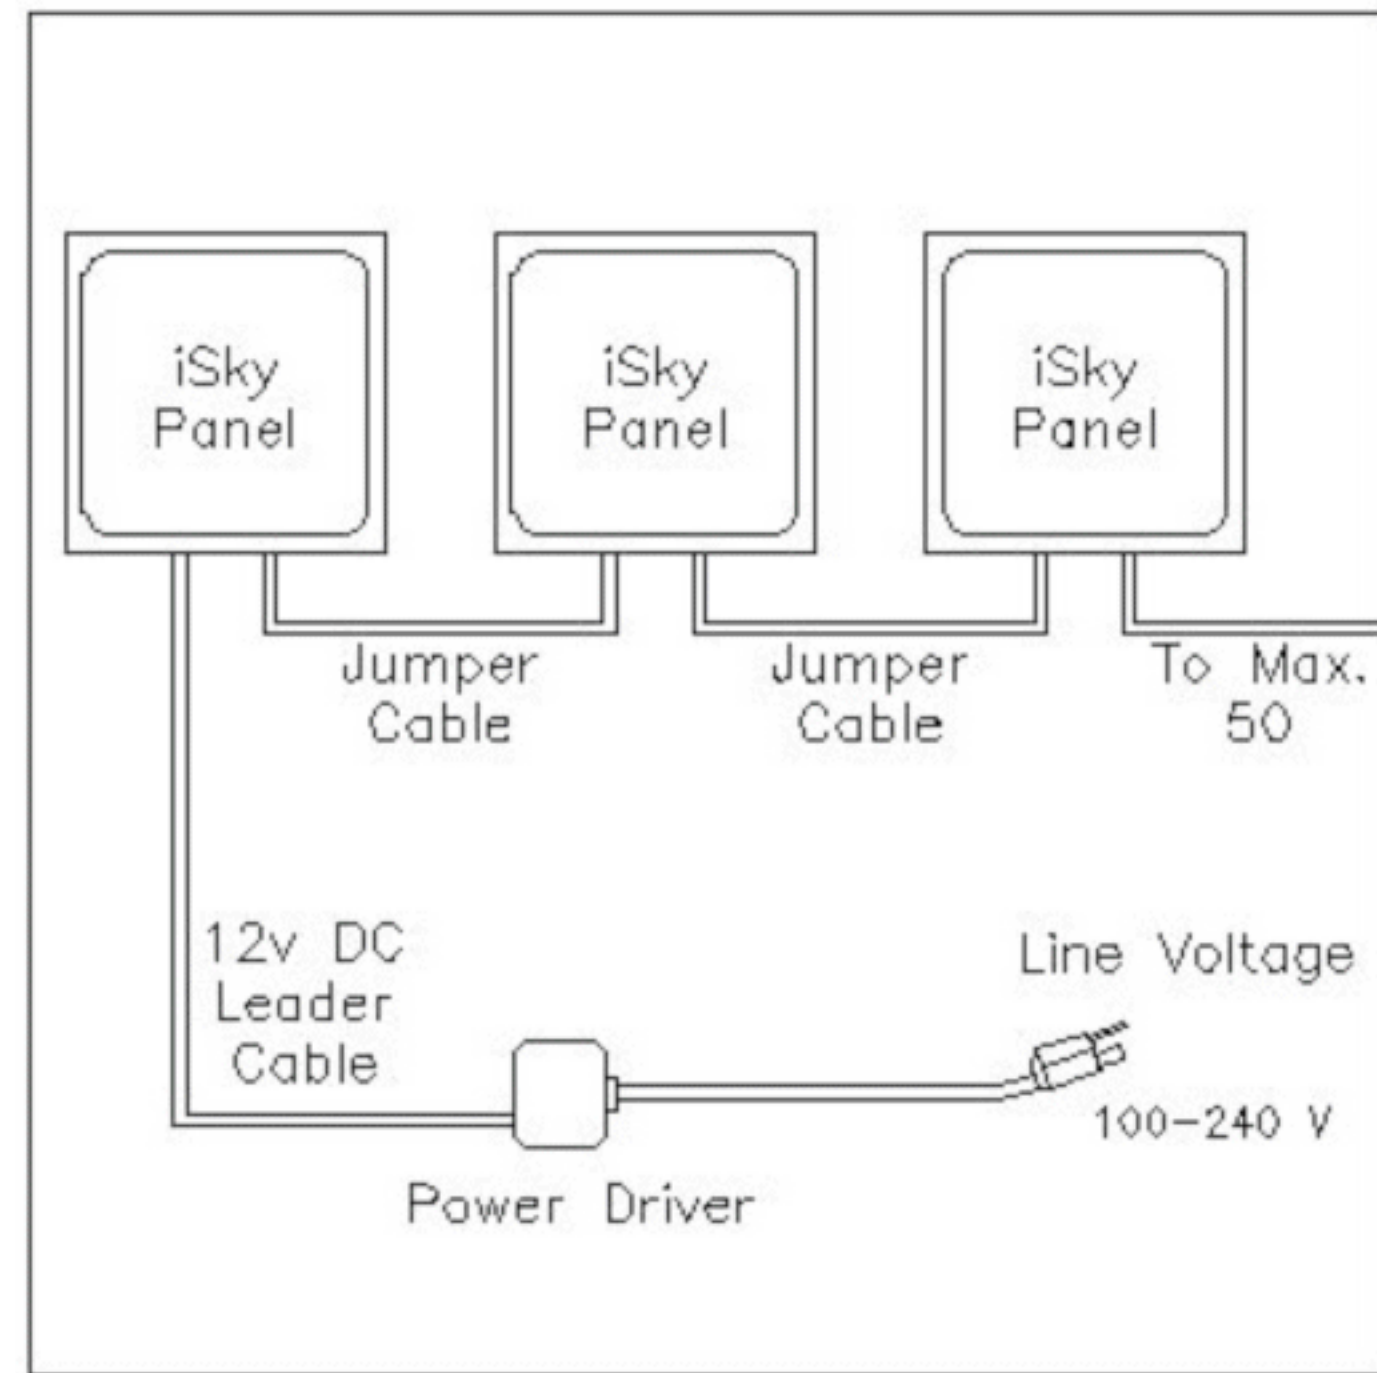 iSky
Panel
iSky
Panel
iSky
Panel
Jumper
Cable
Jumper
Cable
To Max.
50
12v DC
Leader
Cable
Line Voltage
100-240 V
Power Driver